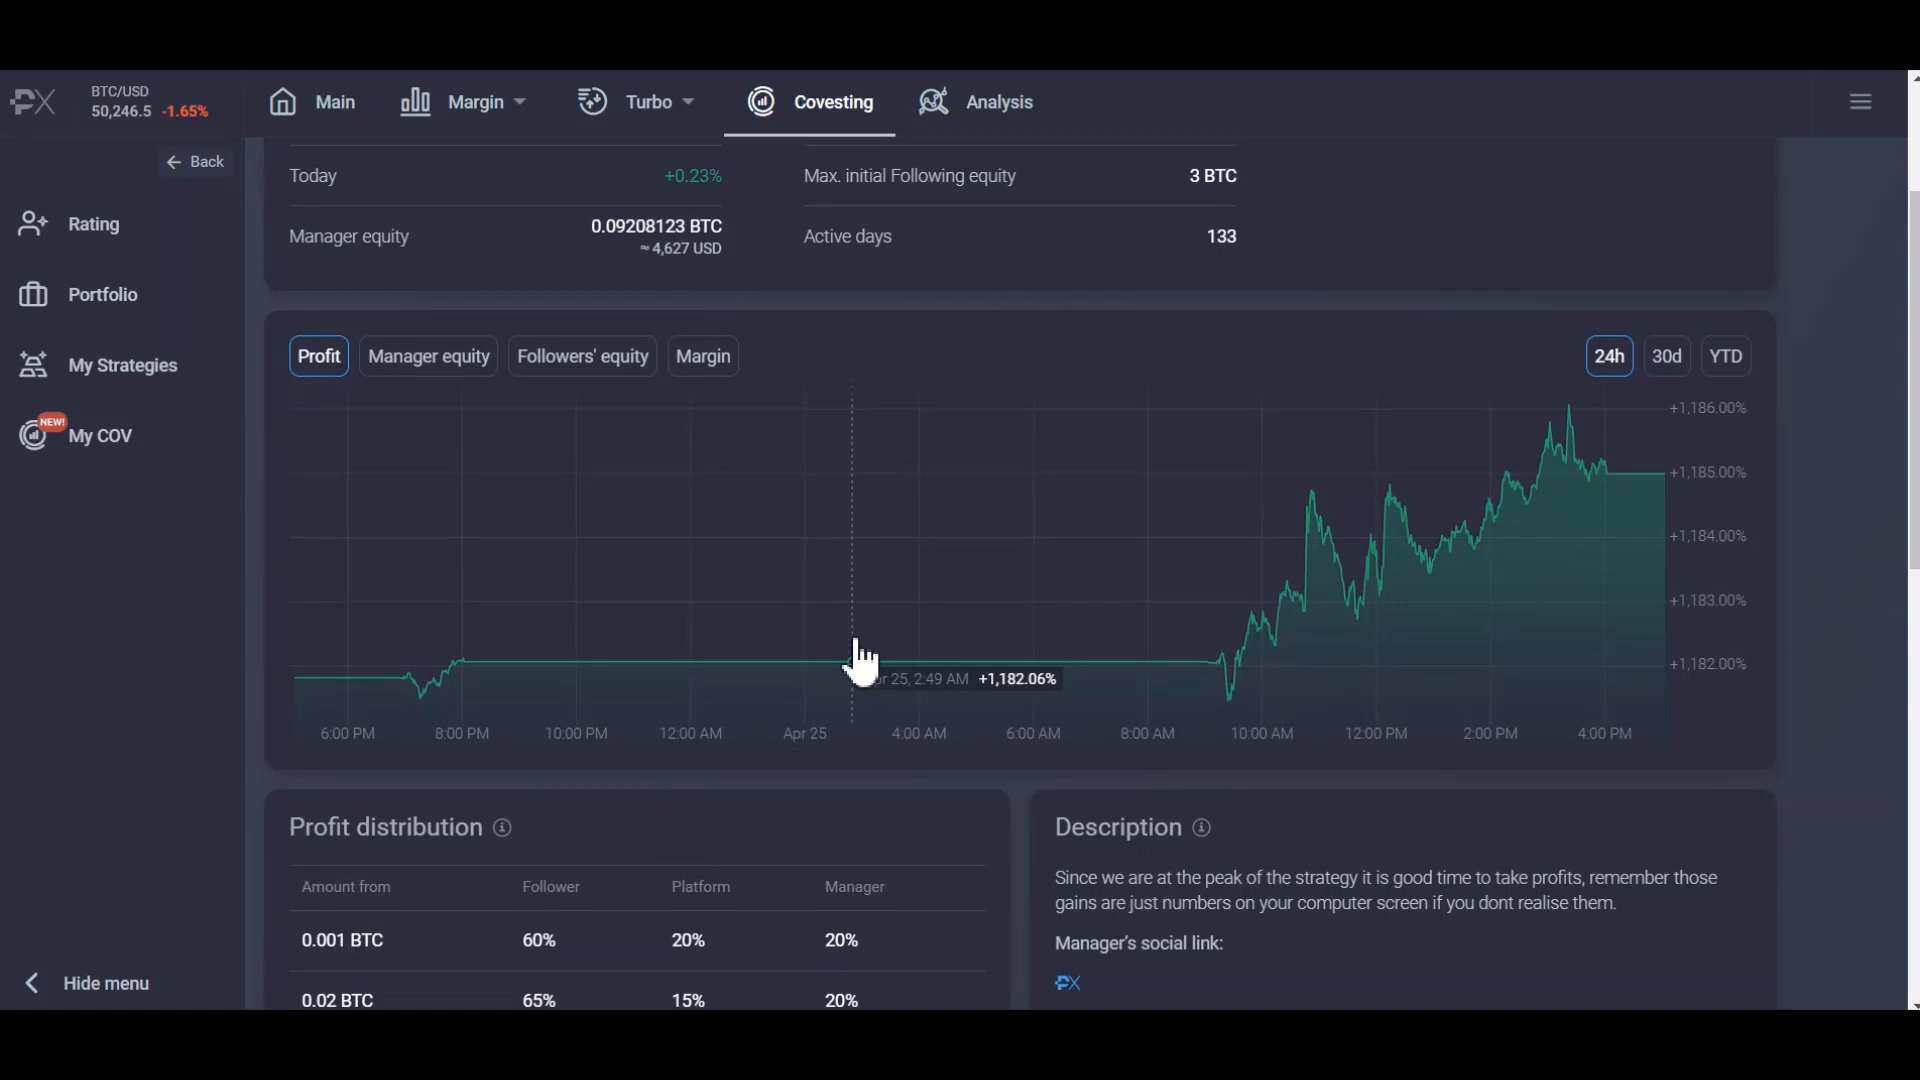 PX
BTC/USD
50,246.5 -1.65%
Main
Margin
Turbo
Covesting
Analysis
Back
Rating
Portfolio
My Strategies
NEW!
My COV
Hide menu
Today +0.23%
Max. initial Following equity 3 BTC
Manager equity 0.09208123 BTC
≈ 4,627 USD
Active days 133
Profit Manager equity Followers' equity Margin
24h 30d YTD
+1,186.00%
+1,185.00%
+1,184.00%
+1,183.00%
+1,182.00%
r 25, 2:49 AM +1,182.06%
6:00 PM 8:00 PM 10:00 PM 12:00 AM Apr 25 4:00 AM 6:00 AM 8:00 AM 10:00 AM 12:00 PM 2:00 PM 4:00 PM
Profit distribution
Amount from Follower Platform Manager
0.001 BTC 60% 20% 20%
0.02 BTC 65% 15% 20%
Description
Since we are at the peak of the strategy it is good time to take profits, remember those
gains are just numbers on your computer screen if you dont realise them.
Manager's social link:
PX